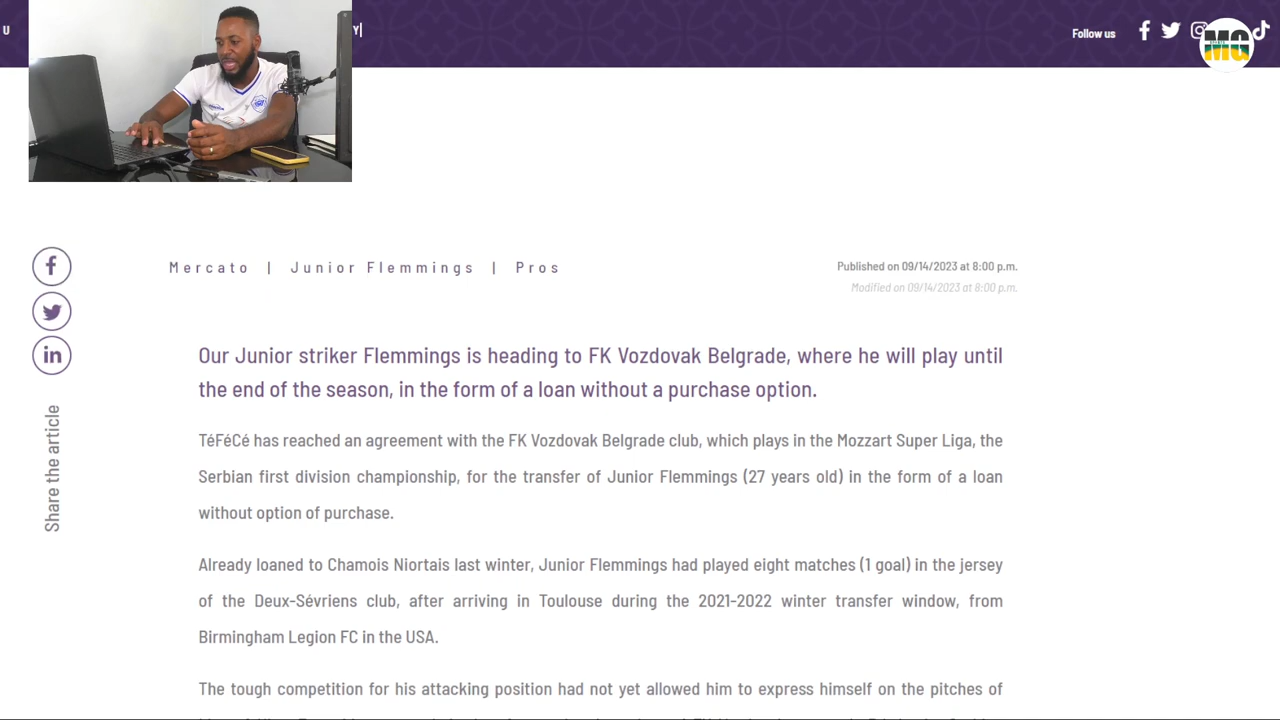 U
Y|
Follow us
MG
Mercato | Junior Flemmings | Pros
Published on 09/14/2023 at 8:00 p.m.
Modified on 09/14/2023 at 8:00 p.m.
Our Junior striker Flemmings is heading to FK Vozdovak Belgrade, where he will play until
the end of the season, in the form of a loan without a purchase option.
TéFéCé has reached an agreement with the FK Vozdovak Belgrade club, which plays in the Mozzart Super Liga, the
Serbian first division championship, for the transfer of Junior Flemmings (27 years old) in the form of a loan
without option of purchase.
Share the article
Already loaned to Chamois Niortais last winter, Junior Flemmings had played eight matches (1 goal) in the jersey
of the Deux-Sévriens club, after arriving in Toulouse during the 2021-2022 winter transfer window, from
Birmingham Legion FC in the USA.
The tough competition for his attacking position had not yet allowed him to express himself on the pitches of